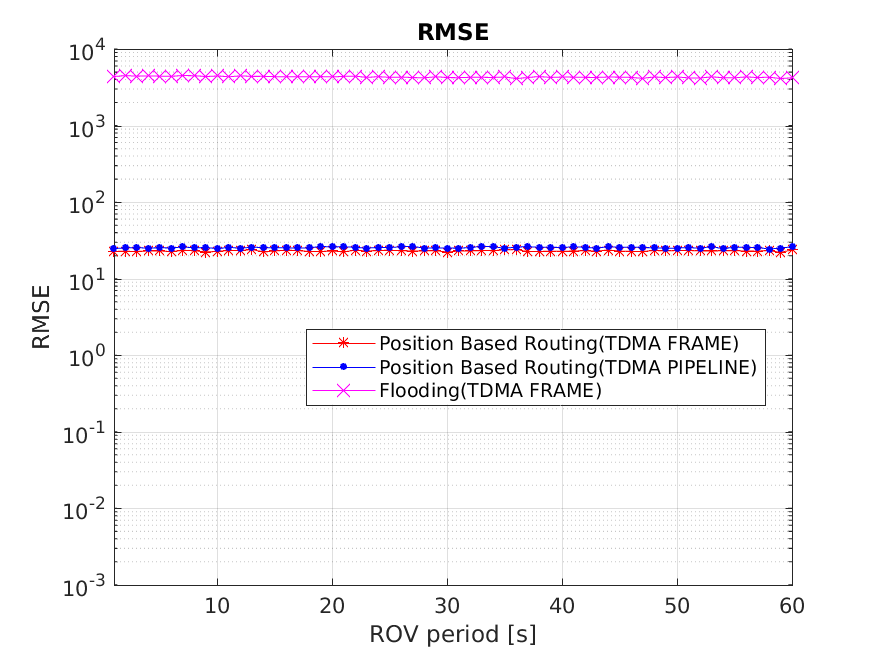 RMSE
10^4
10^3
10^2
10^1
10^0
10^-1
10^-2
10^-3
RMSE
Position Based Routing(TDMA FRAME)
Position Based Routing(TDMA PIPELINE)
Flooding(TDMA FRAME)
10 20 30 40 50 60
ROV period [s]